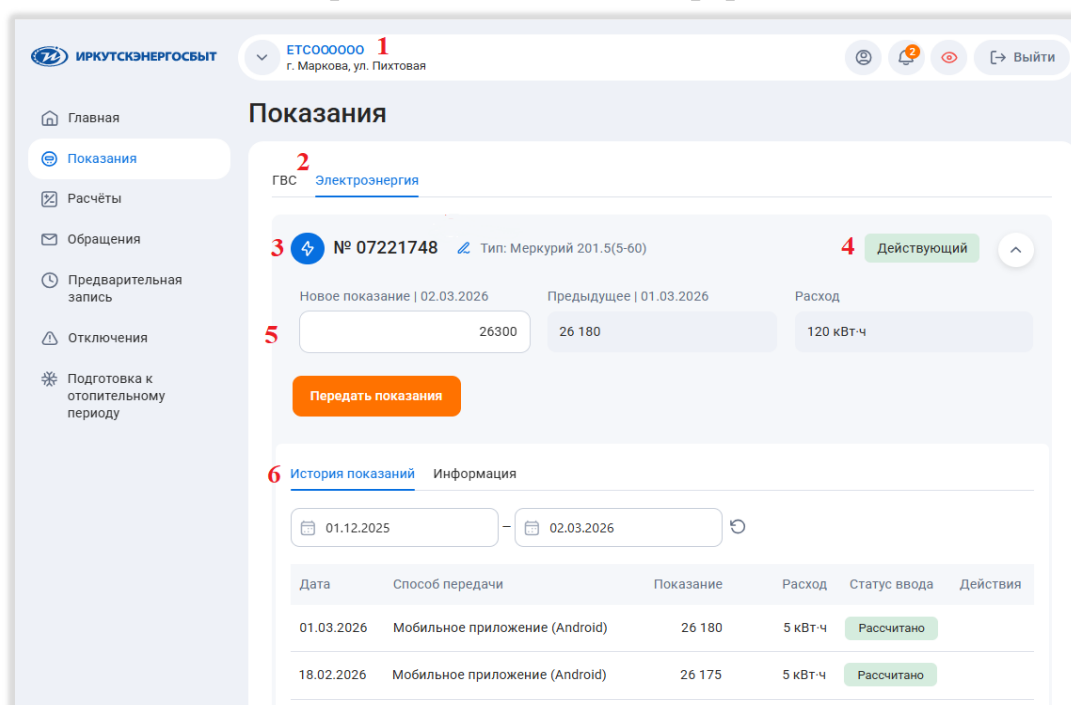 ИРКУТСКЭНЕРГОСБЫТ
ЕТСО00000 1
г. Маркова, ул. Пихтовая
2
Выйти
Главная
Показания
Расчёты
Обращения
Предварительная
запись
Отключения
Подготовка к
отопительному
периоду
Показания
2
ГВС Электроэнергия
3 № 07221748 Тип: Меркурий 201.5(5-60) 4 Действующий
Новое показание | 02.03.2026 Предыдущее | 01.03.2026 Расход
5 26300 26 180 120 кВт·ч
Передать показания
6 История показаний Информация
01.12.2025 – 02.03.2026
Дата Способ передачи Показание Расход Статус ввода Действия
01.03.2026 Мобильное приложение (Android) 26 180 5 кВт·ч Рассчитано
18.02.2026 Мобильное приложение (Android) 26 175 5 кВт·ч Рассчитано